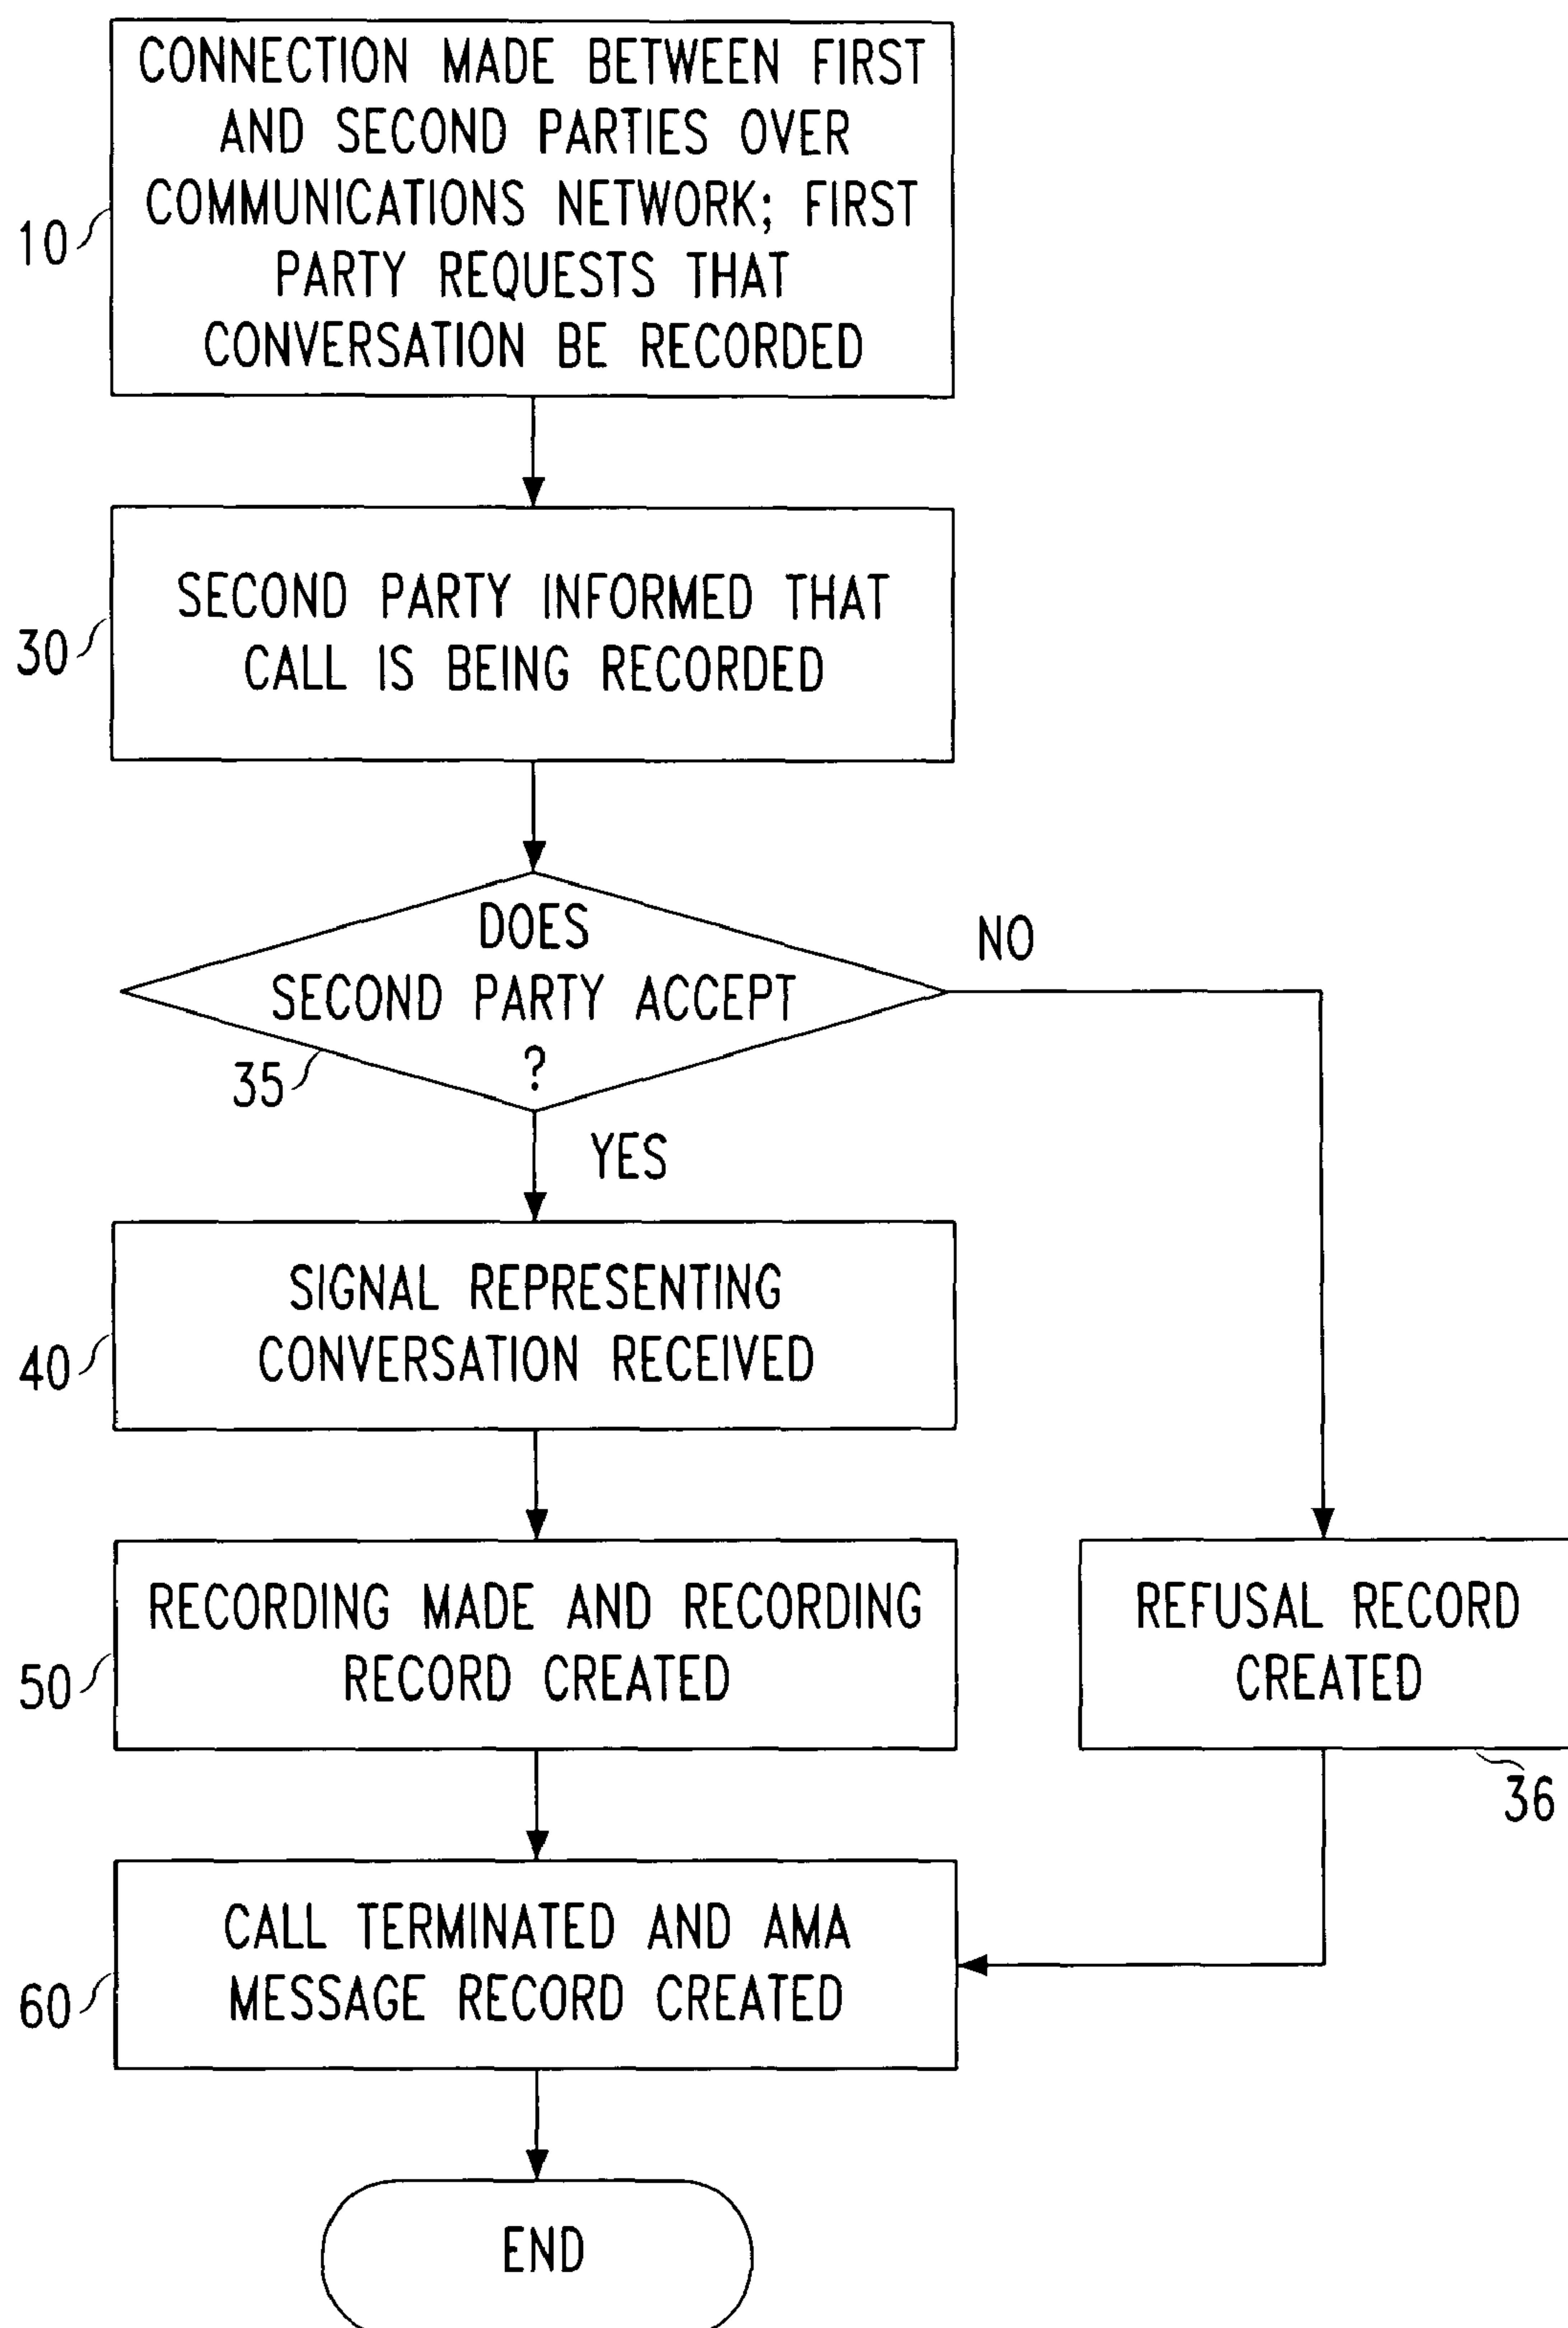 CONNECTION MADE BETWEEN FIRST
AND SECOND PARTIES OVER
COMMUNICATIONS NETWORK; FIRST
PARTY REQUESTS THAT
CONVERSATION BE RECORDED
10
SECOND PARTY INFORMED THAT
CALL IS BEING RECORDED
30
DOES
SECOND PARTY ACCEPT
?
35
NO
YES
SIGNAL REPRESENTING
CONVERSATION RECEIVED
40
RECORDING MADE AND RECORDING
RECORD CREATED
50
REFUSAL RECORD
CREATED
36
CALL TERMINATED AND AMA
MESSAGE RECORD CREATED
60
END